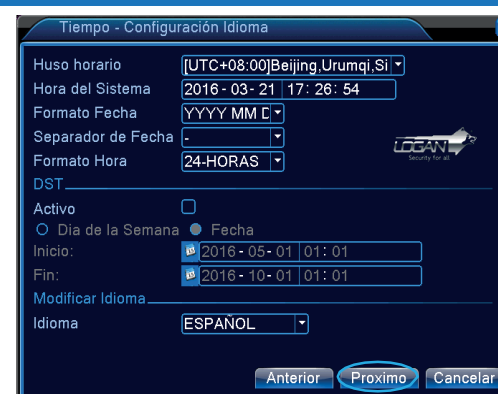 Tiempo - Configuración Idioma
Huso horario [UTC+08:00]Beijing,Urumqi,Si
Hora del Sistema 2016 - 03 - 21 17: 26: 54
Formato Fecha YYYY MM D
Separador de Fecha -
Formato Hora 24-HORAS
LOGAN
Security for all
DST
Activo
Dia de la Semana Fecha
Inicio: 2016 - 05 - 01 01: 01
Fin: 2016 - 10 - 01 01: 01
Modificar Idioma
Idioma ESPAÑOL
Anterior Proximo Cancelar